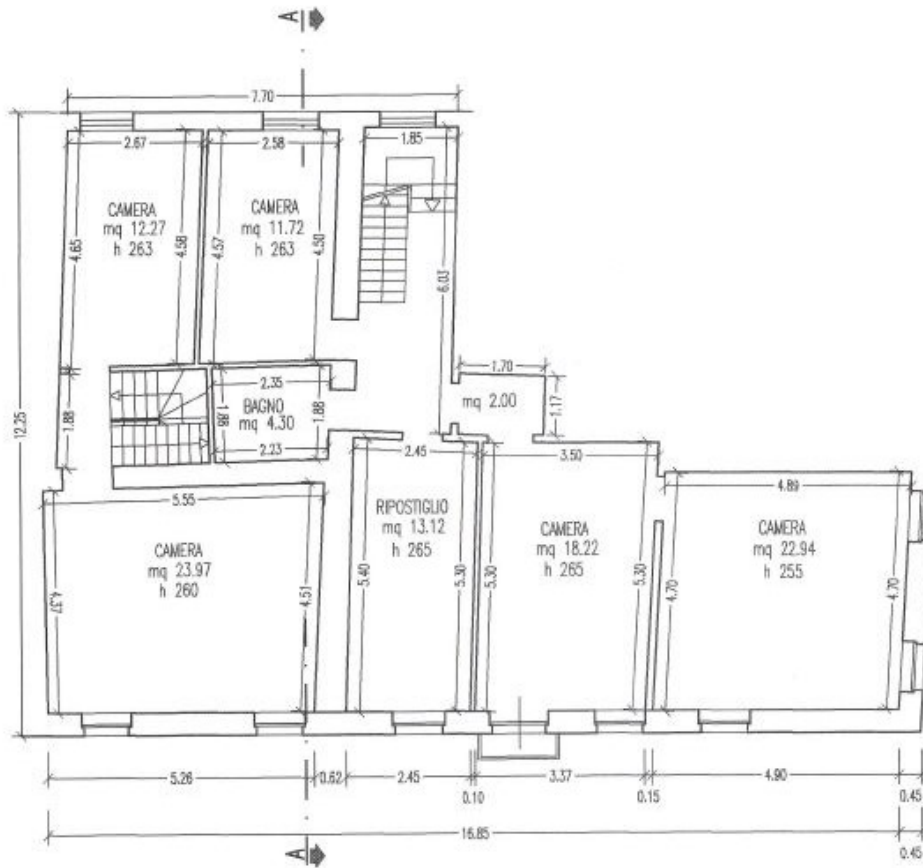 A
7.70
2.67
2.58
1.85
CAMERA
mq 12.27
h 263
CAMERA
mq 11.72
h 263
4.65
4.58
4.57
4.50
6.03
12.25
1.70
1.17
mq 2.00
2.35
BAGNO
mq 4.30
1.88
1.88
1.88
2.23
2.45
3.50
4.89
5.55
CAMERA
mq 23.97
h 260
RIPOSTIGLIO
mq 13.12
h 265
CAMERA
mq 18.22
h 265
CAMERA
mq 22.94
h 255
4.37
4.51
5.40
5.30
5.30
5.30
4.70
4.70
5.26
0.62
2.45
0.10
3.37
0.15
4.90
0.45
16.85
0.45
A